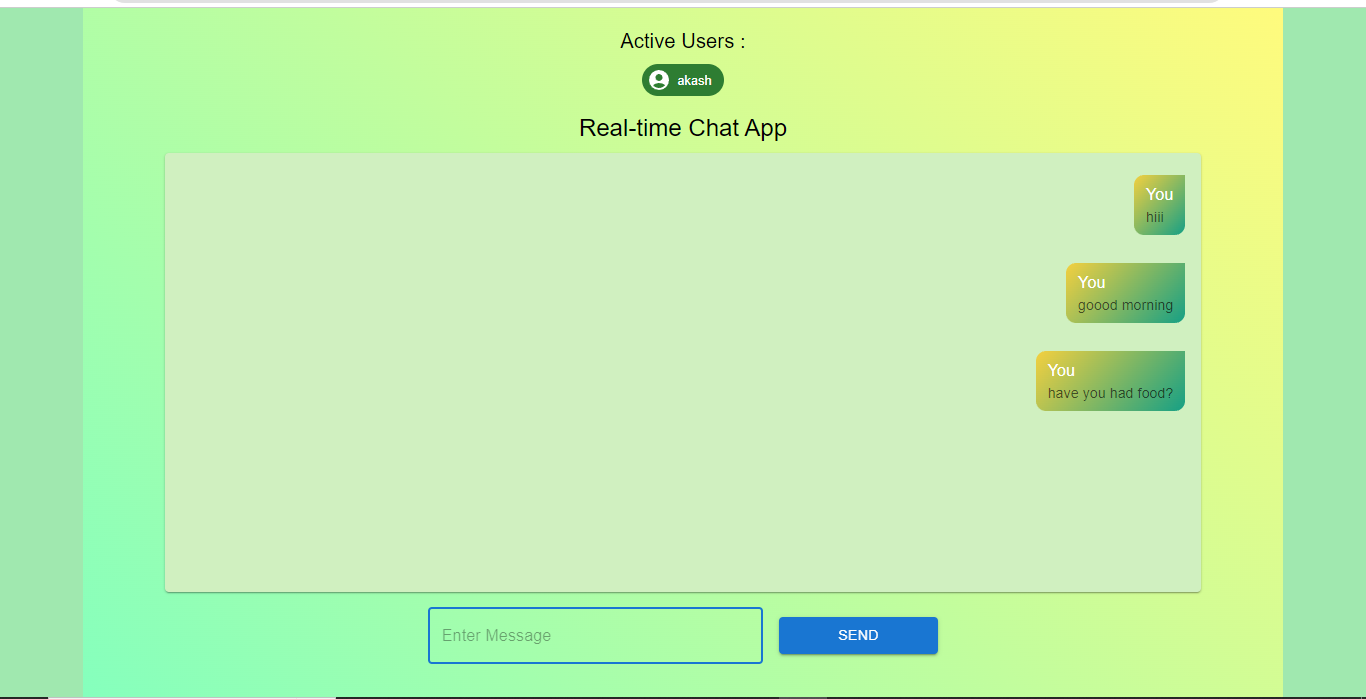 Active Users :
akash
Real-time Chat App
You
hiii
You
goood morning
You
have you had food?
Enter Message
SEND